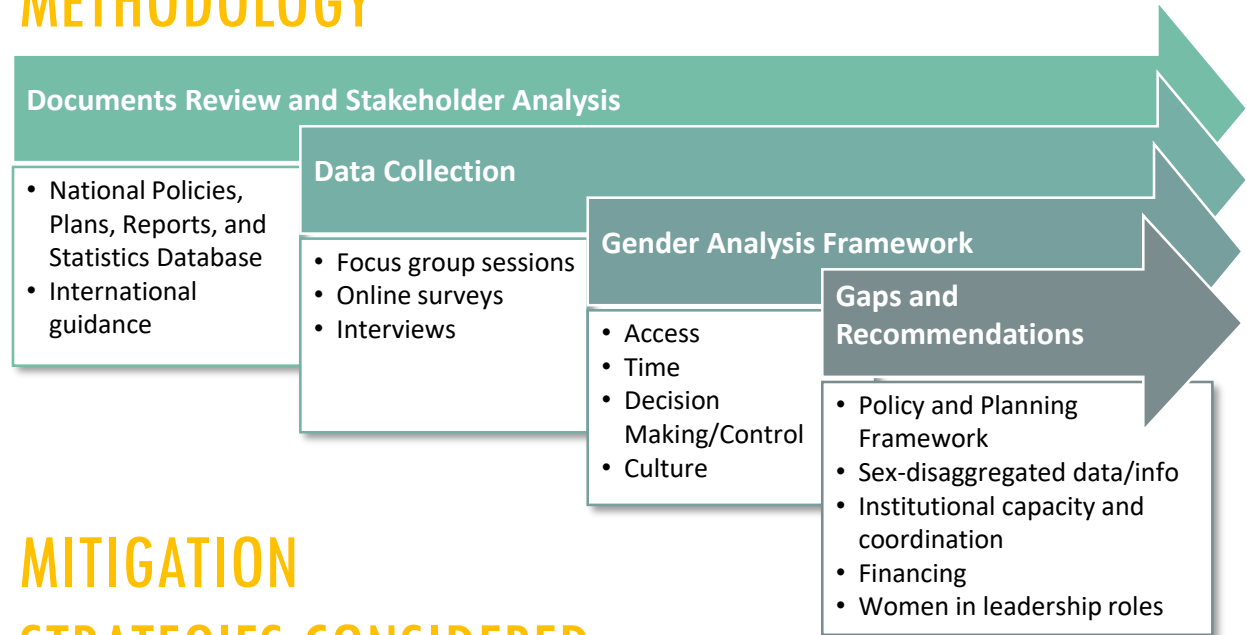 METHODOLOGY
Documents Review and Stakeholder Analysis
• National Policies,
Plans, Reports, and
Statistics Database
• International
guidance
Data Collection
• Focus group sessions
• Online surveys
• Interviews
Gender Analysis Framework
• Access
• Time
• Decision
Making/Control
• Culture
Gaps and
Recommendations
• Policy and Planning
Framework
• Sex-disaggregated data/info
• Institutional capacity and
coordination
• Financing
• Women in leadership roles
MITIGATION
STRATEGIES CONSIDERED